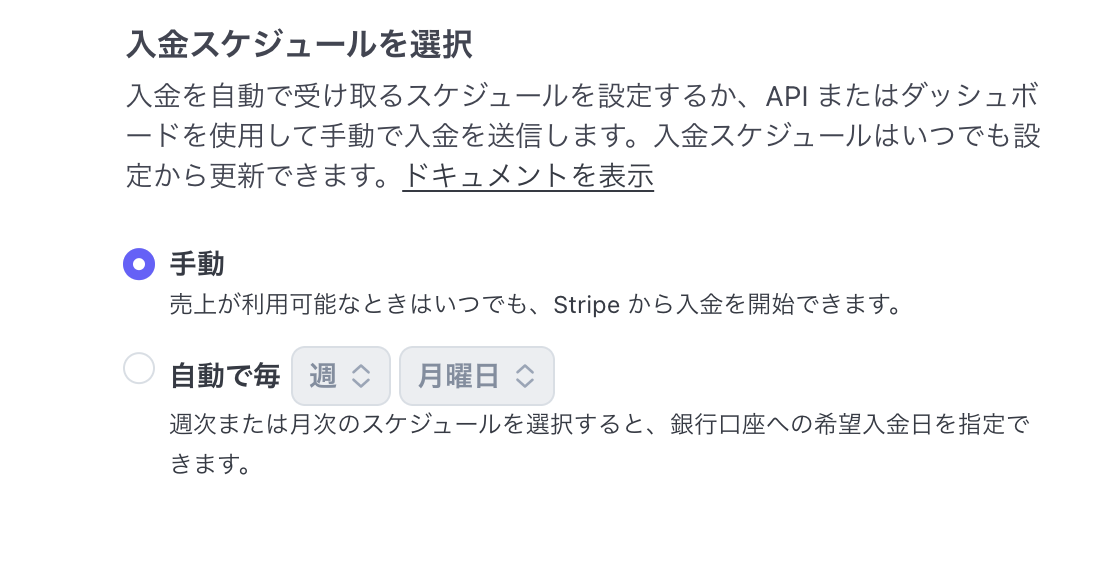 入金スケジュールを選択
入金を自動で受け取るスケジュールを設定するか、API またはダッシュボ
ードを使用して手動で入金を送信します。入金スケジュールはいつでも設
定から更新できます。ドキュメントを表示
手動
売上が利用可能なときはいつでも、Stripe から入金を開始できます。
自動で毎 週 月曜日
週次または月次のスケジュールを選択すると、銀行口座への希望入金日を指定で
きます。